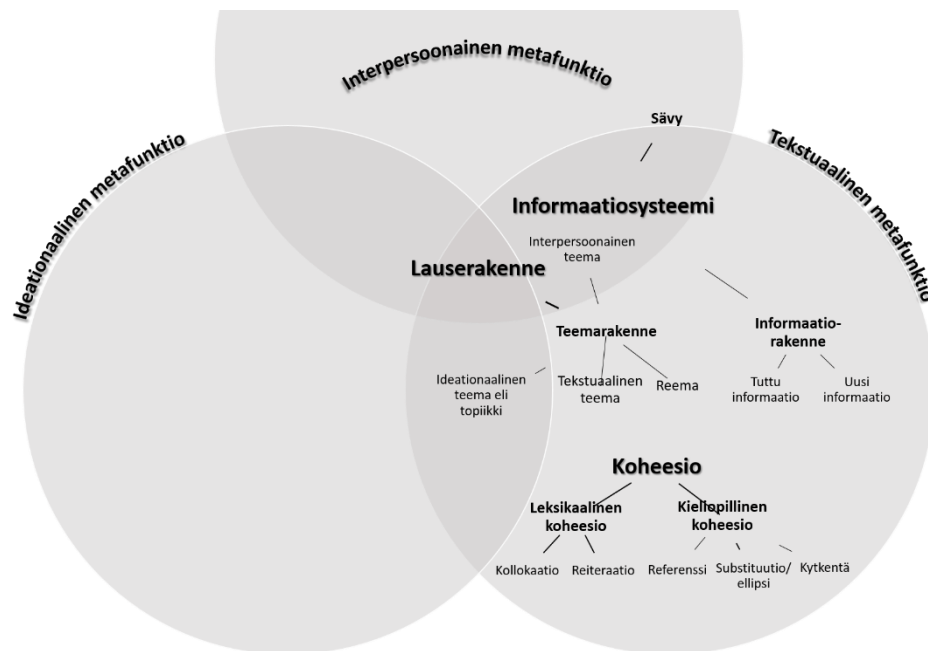 Interpersoonainen metafunktio
Ideationaalinen metafunktio
Tekstuaalinen metafunktio
Sävy
Informaatiosysteemi
Interpersoonainen
teema
Lauserakenne
Teemarakenne
Informaatio-
rakenne
Ideationaalinen
teema eli
topiikki
Tekstuaalinen
teema
Reema
Tuttu
informaatio
Uusi
informaatio
Koheesio
Leksikaalinen
koheesio
Kieliopillinen
koheesio
Kollokaatio
Reiteraatio
Referenssi
Substituutio/
ellipsi
Kytkentä